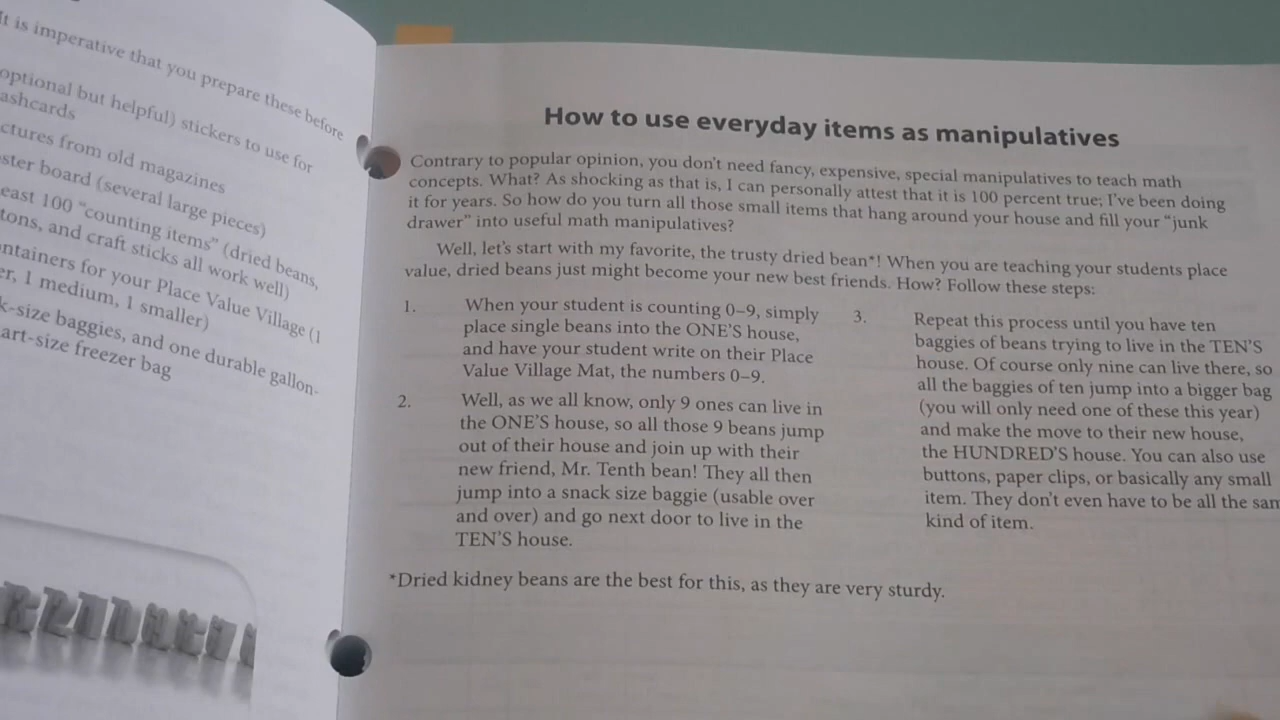 It is imperative that you prepare these before
optional but helpful) stickers to use for
ashcards
ctures from old magazines
ster board (several large pieces)
east 100 "counting items" (dried beans,
tons, and craft sticks all work well)
ntainers for your Place Value Village (1
er, 1 medium, 1 smaller)
k-size baggies, and one durable gallon-
art-size freezer bag
How to use everyday items as manipulatives
Contrary to popular opinion, you don't need fancy, expensive, special manipulatives to teach math
concepts. What? As shocking as that is, I can personally attest that it is 100 percent true; I've been doing
it for years. So how do you turn all those small items that hang around your house and fill your “junk
drawer” into useful math manipulatives?
Well, let's start with my favorite, the trusty dried bean*! When you are teaching your students place
value, dried beans just might become your new best friends. How? Follow these steps:
1. When your student is counting 0–9, simply
place single beans into the ONE'S house,
and have your student write on their Place
Value Village Mat, the numbers 0–9.
2. Well, as we all know, only 9 ones can live in
the ONE'S house, so all those 9 beans jump
out of their house and join up with their
new friend, Mr. Tenth bean! They all then
jump into a snack size baggie (usable over
and over) and go next door to live in the
TEN'S house.
3. Repeat this process until you have ten
baggies of beans trying to live in the TEN'S
house. Of course only nine can live there, so
all the baggies of ten jump into a bigger bag
(you will only need one of these this year)
and make the move to their new house,
the HUNDRED'S house. You can also use
buttons, paper clips, or basically any small
item. They don't even have to be all the sam
kind of item.
*Dried kidney beans are the best for this, as they are very sturdy.